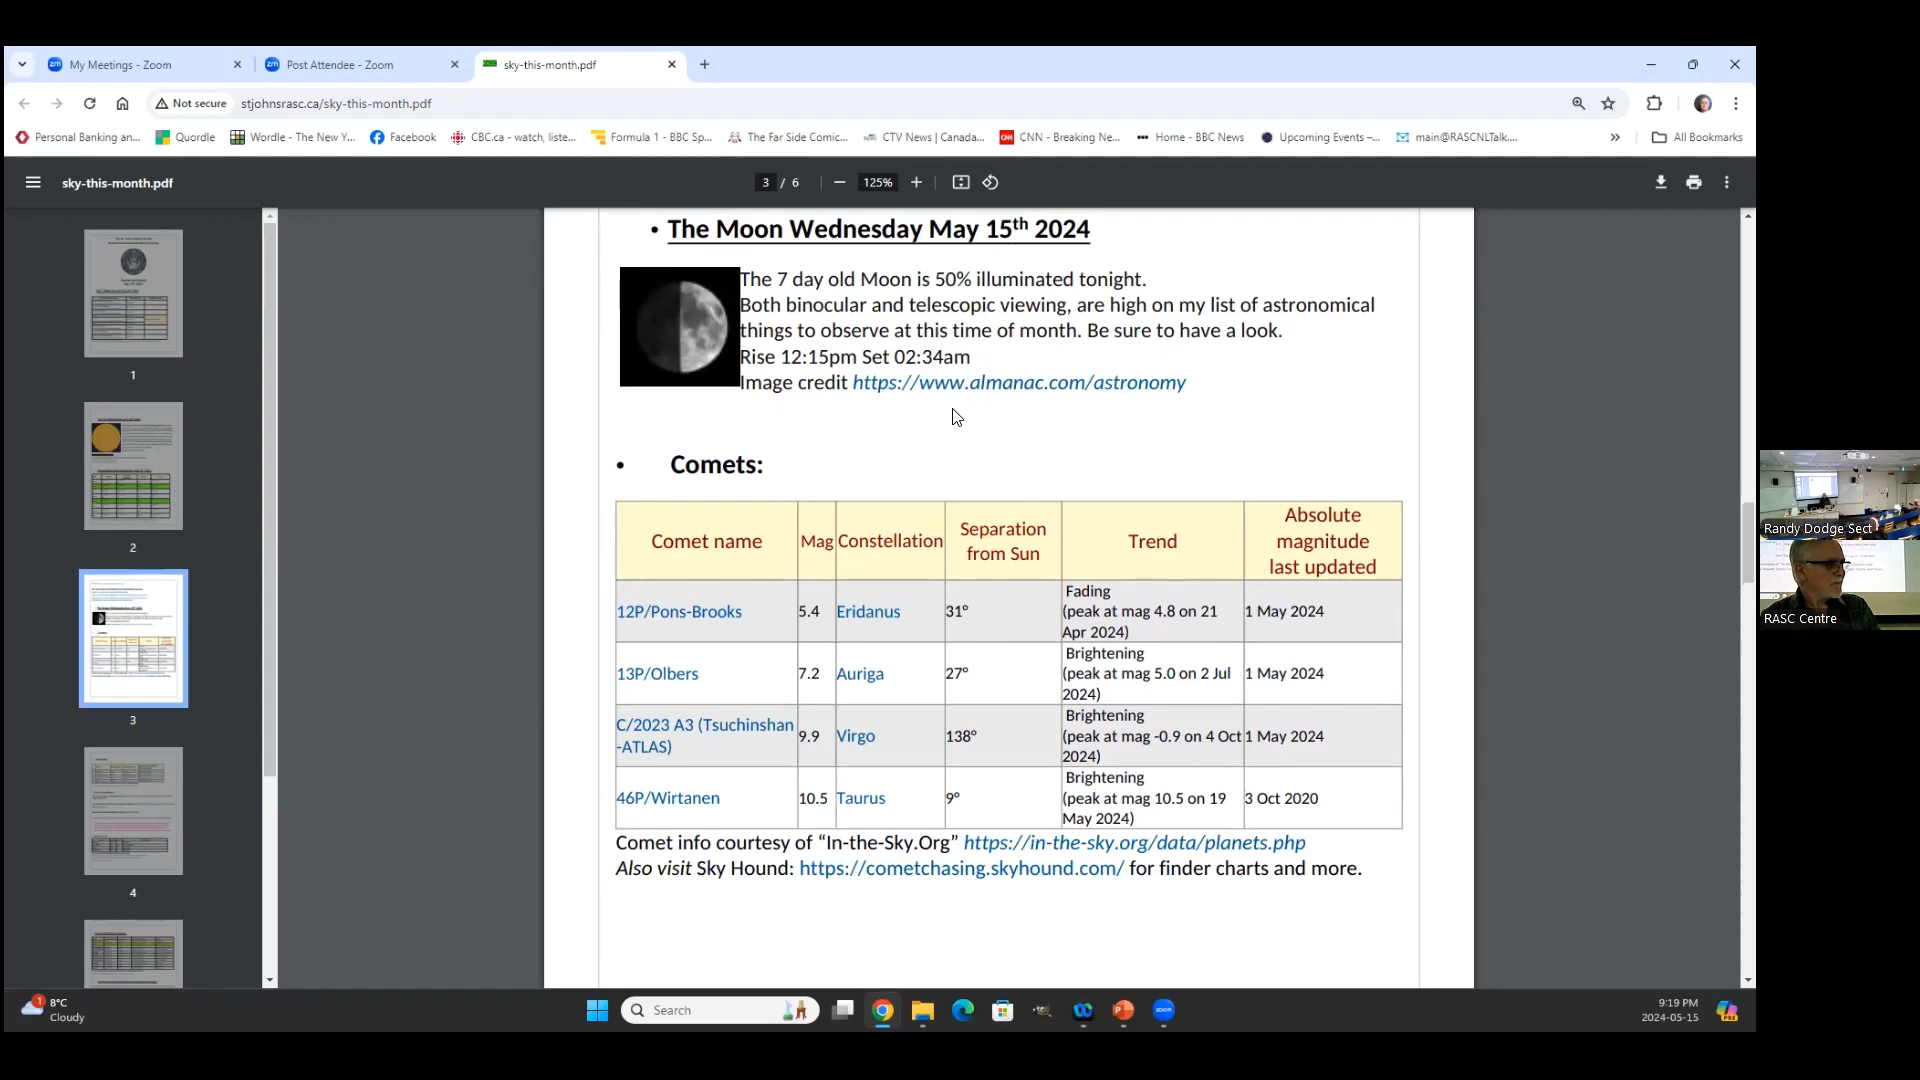 My Meetings - Zoom
Post Attendee - Zoom
sky-this-month.pdf
Not secure
stjohnsrasc.ca/sky-this-month.pdf
Personal Banking an...
Quordle
Wordle - The New Y...
Facebook
CBC.ca - watch, liste...
Formula 1 - BBC Sp...
The Far Side Comic...
CTV News | Canada...
CNN - Breaking Ne...
Home - BBC News
Upcoming Events –...
main@RASCNLTalk....
All Bookmarks
sky-this-month.pdf
3 / 6
125%
• The Moon Wednesday May 15th 2024
The 7 day old Moon is 50% illuminated tonight.
Both binocular and telescopic viewing, are high on my list of astronomical
things to observe at this time of month. Be sure to have a look.
Rise 12:15pm Set 02:34am
Image credit https://www.almanac.com/astronomy
• Comets:
Comet name Mag Constellation Separation from Sun Trend Absolute magnitude last updated
12P/Pons-Brooks 5.4 Eridanus 31° Fading (peak at mag 4.8 on 21 Apr 2024) 1 May 2024
13P/Olbers 7.2 Auriga 27° Brightening (peak at mag 5.0 on 2 Jul 2024) 1 May 2024
C/2023 A3 (Tsuchinshan-ATLAS) 9.9 Virgo 138° Brightening (peak at mag -0.9 on 4 Oct 2024) 1 May 2024
46P/Wirtanen 10.5 Taurus 9° Brightening (peak at mag 10.5 on 19 May 2024) 3 Oct 2020
Comet info courtesy of “In-the-Sky.Org” https://in-the-sky.org/data/planets.php
Also visit Sky Hound: https://cometchasing.skyhound.com/ for finder charts and more.
1
2
3
4
Randy Dodge Sect
RASC Centre
1
8°C
Cloudy
Search
9:19 PM
2024-05-15